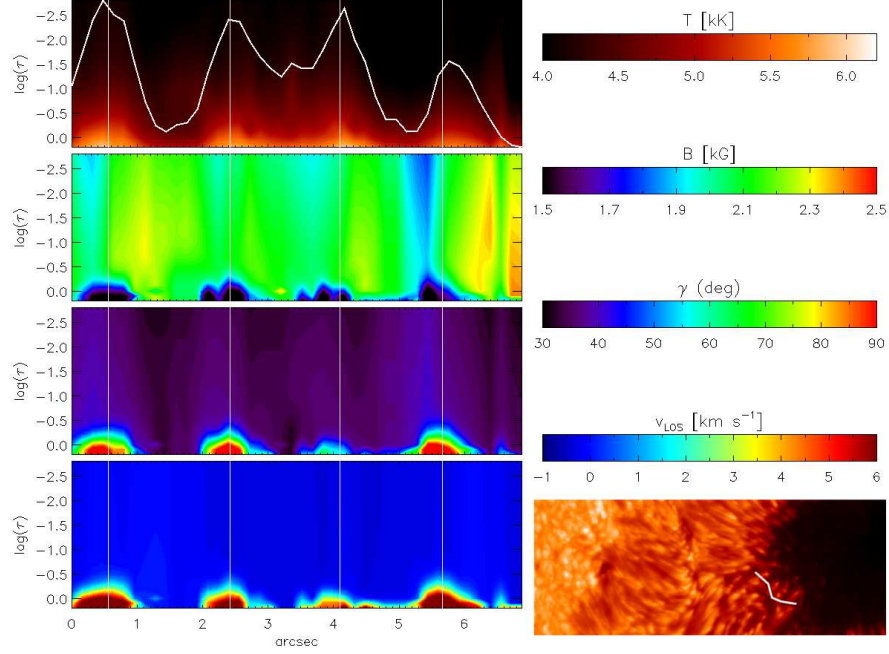 T [kK]
4.0 4.5 5.0 5.5 6.0
B [kG]
1.5 1.7 1.9 2.1 2.3 2.5
γ (deg)
30 40 50 60 70 80 90
v_LOS [km s⁻¹]
−1 0 1 2 3 4 5 6
log(τ)
−2.5
−2.0
−1.5
−1.0
−0.5
0.0
log(τ)
−2.5
−2.0
−1.5
−1.0
−0.5
0.0
log(τ)
−2.5
−2.0
−1.5
−1.0
−0.5
0.0
log(τ)
−2.5
−2.0
−1.5
−1.0
−0.5
0.0
0 1 2 3 4 5 6
arcsec